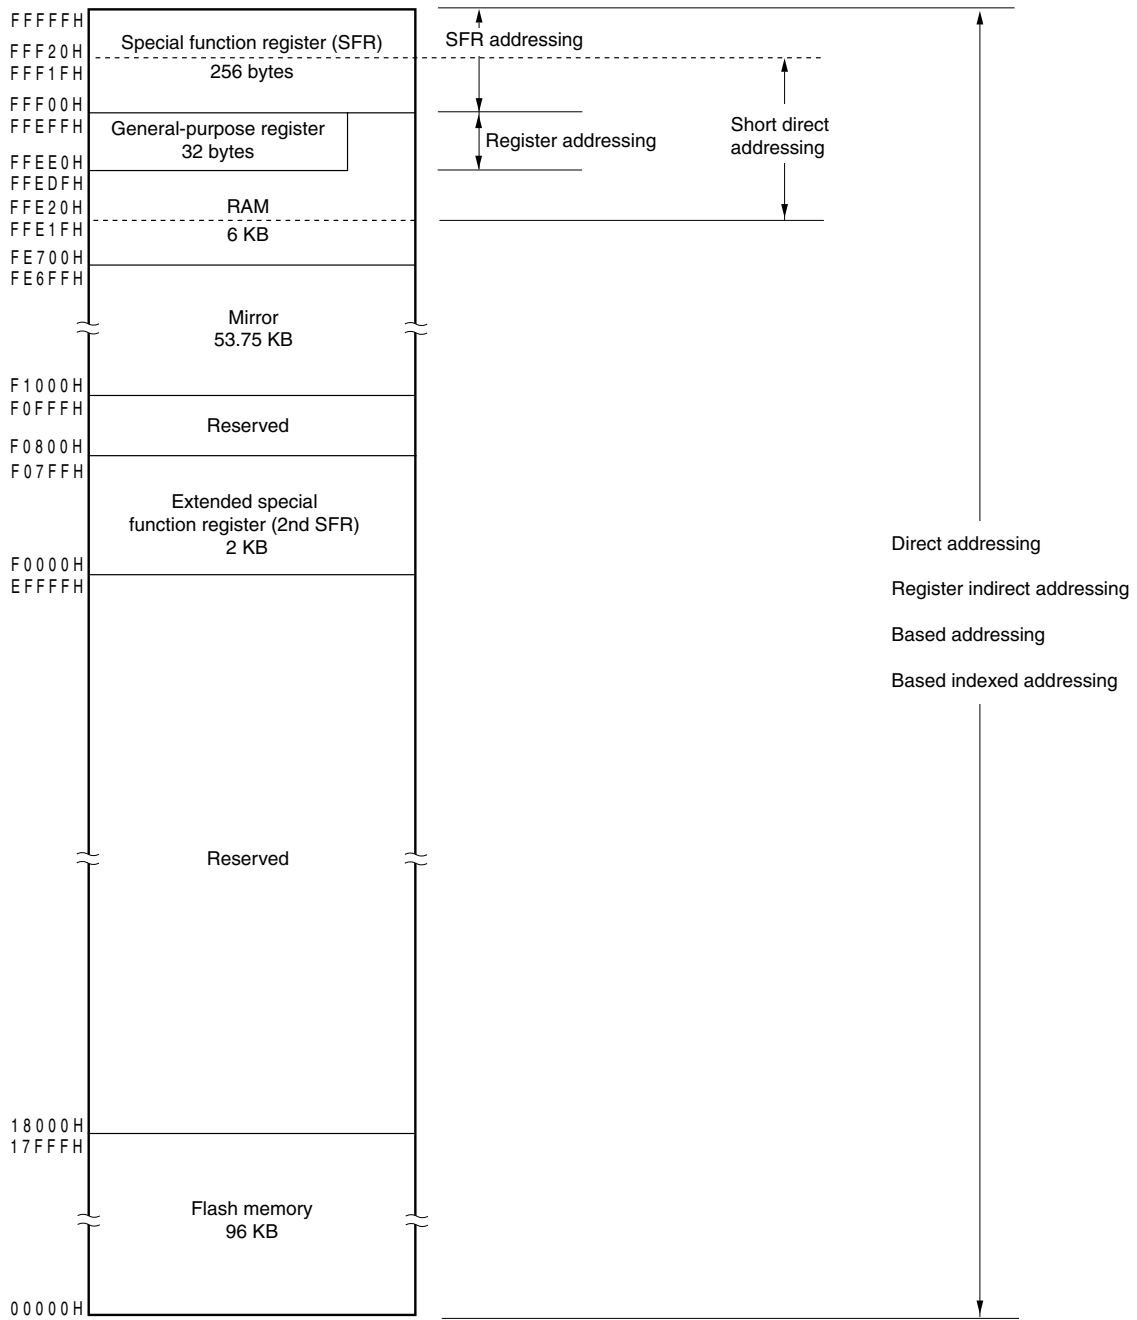 FFFFFH
Special function register (SFR)
SFR addressing
FFF20H
FFF1FH
256 bytes
FFF00H
FFEFFH
General-purpose register
32 bytes
Register addressing
Short direct
addressing
FFEE0H
FFEDFH
FFE20H
RAM
FFE1FH
6 KB
FE700H
FE6FFH
Mirror
53.75 KB
F1000H
F0FFFH
Reserved
F0800H
F07FFH
Extended special
function register (2nd SFR)
2 KB
F0000H
EFFFFH
Direct addressing
Register indirect addressing
Based addressing
Based indexed addressing
Reserved
18000H
17FFFH
Flash memory
96 KB
00000H